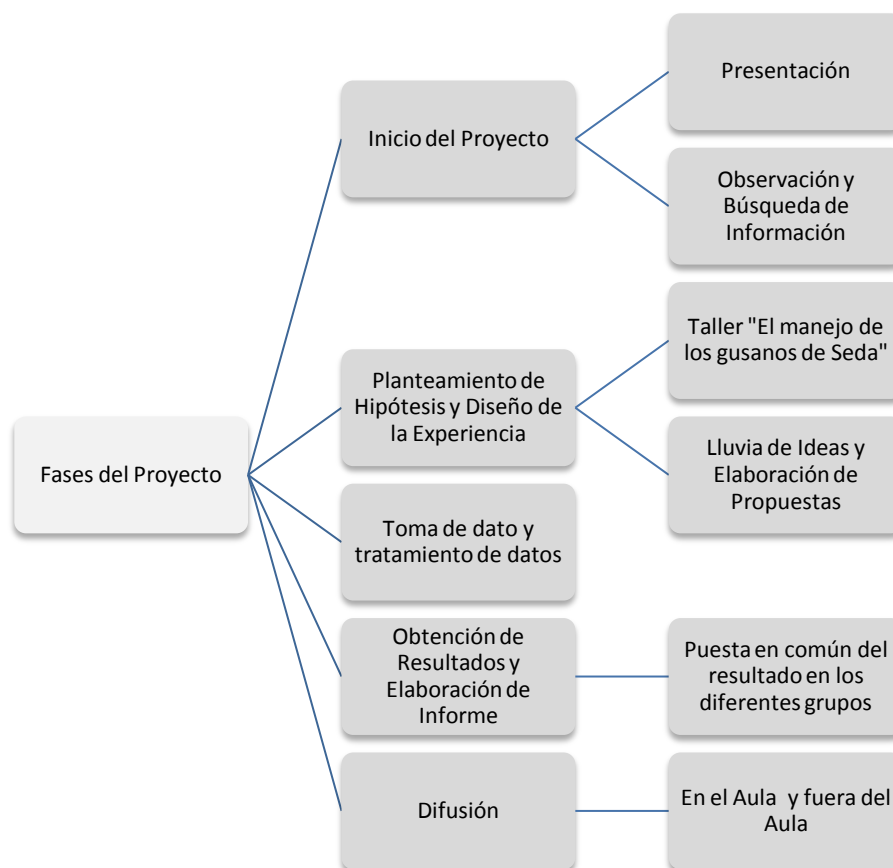 Fases del Proyecto
Inicio del Proyecto
Presentación
Observación y
Búsqueda de
Información
Planteamiento de
Hipótesis y Diseño de
la Experiencia
Taller "El manejo de
los gusanos de Seda"
Lluvia de Ideas y
Elaboración de
Propuestas
Toma de dato y
tratamiento de datos
Obtención de
Resultados y
Elaboración de
Informe
Puesta en común del
resultado en los
diferentes grupos
Difusión
En el Aula y fuera del
Aula